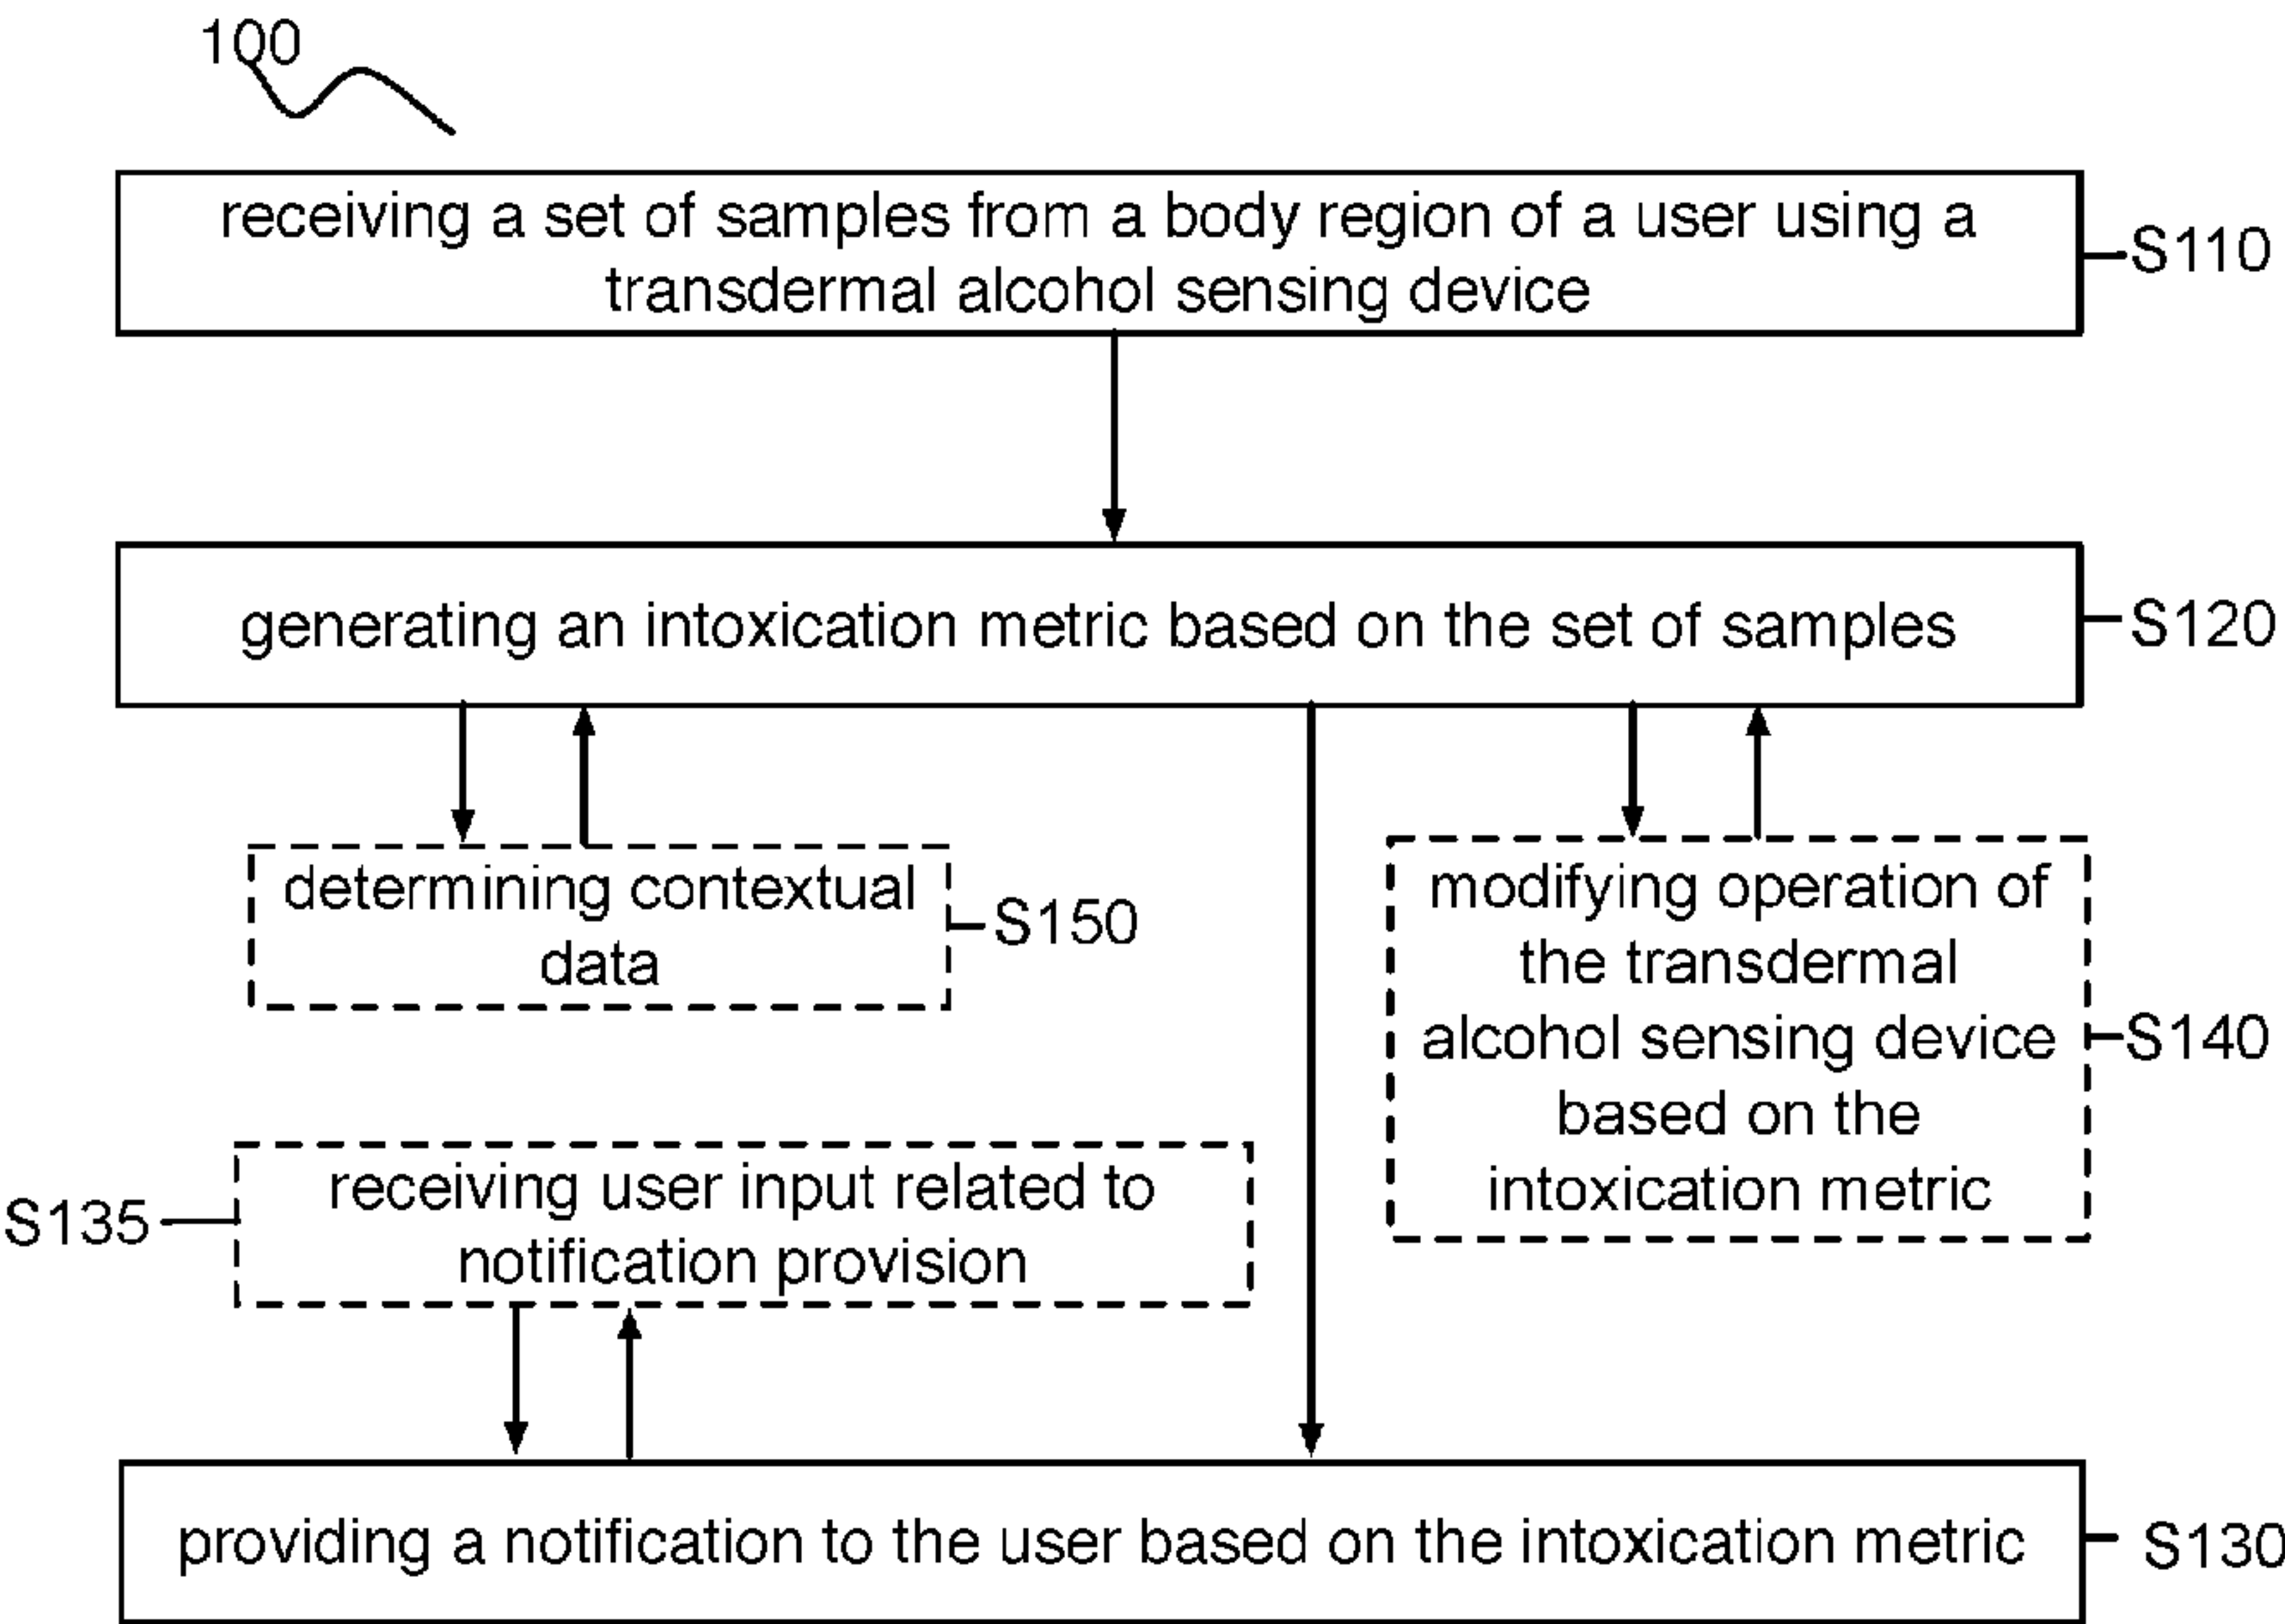 100
receiving a set of samples from a body region of a user using a
transdermal alcohol sensing device
S110
generating an intoxication metric based on the set of samples
S120
determining contextual
data
S150
modifying operation of
the transdermal
alcohol sensing device
based on the
intoxication metric
S140
receiving user input related to
notification provision
S135
providing a notification to the user based on the intoxication metric
S130